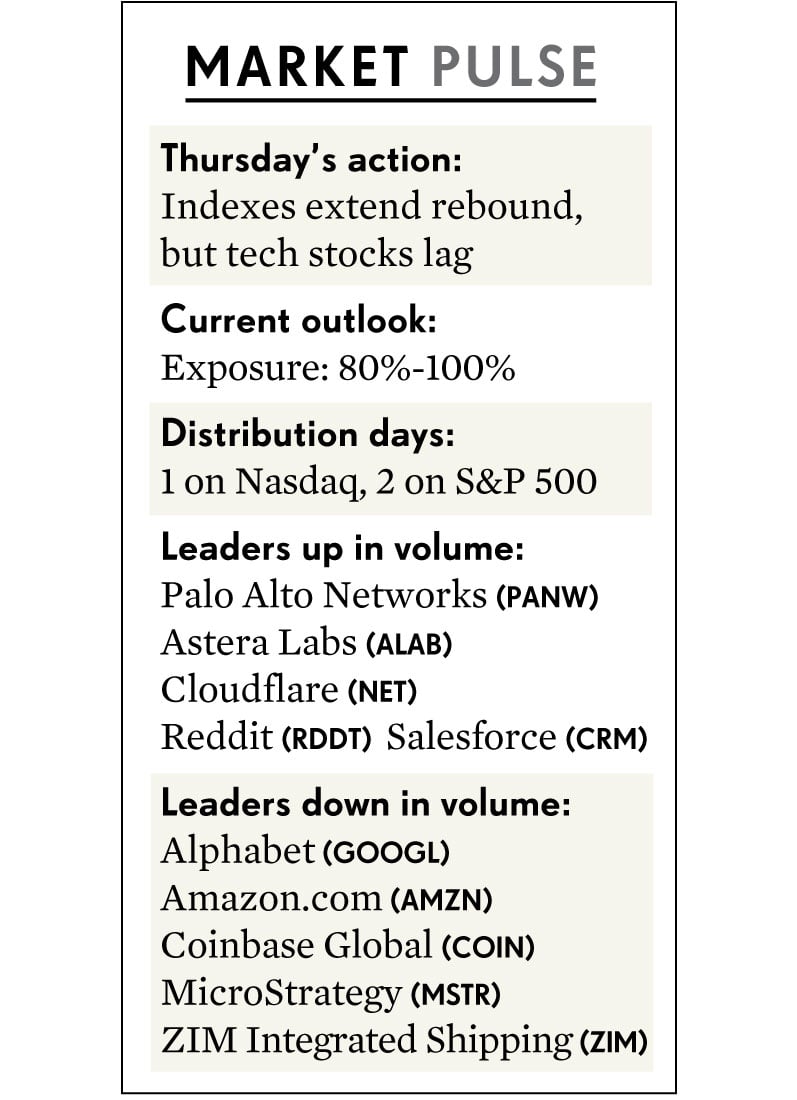 MARKET PULSE
Thursday's action:
Indexes extend rebound,
but tech stocks lag
Current outlook:
Exposure: 80%-100%
Distribution days:
1 on Nasdaq, 2 on S&P 500
Leaders up in volume:
Palo Alto Networks (PANW)
Astera Labs (ALAB)
Cloudflare (NET)
Reddit (RDDT) Salesforce (CRM)
Leaders down in volume:
Alphabet (GOOGL)
Amazon.com (AMZN)
Coinbase Global (COIN)
MicroStrategy (MSTR)
ZIM Integrated Shipping (ZIM)